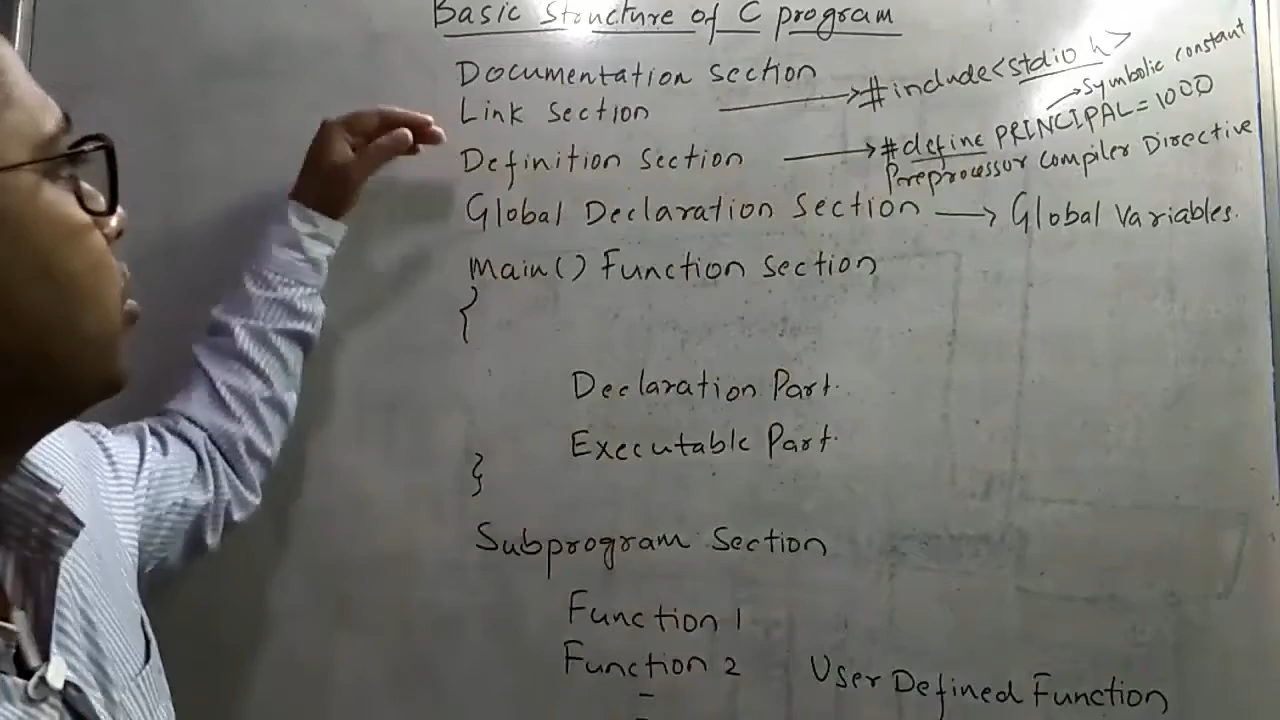 Basic Structure of C program
Documentation section
Link section → #include<stdio h>
Symbolic constant
Definition section → #define PRINCIPAL=1000
Preprocessor Compiler Directive
Global Declaration section → Global Variables.
Main() Function section
{
Declaration Part.
Executable Part.
}
Subprogram Section
Function 1
Function 2 User Defined Function